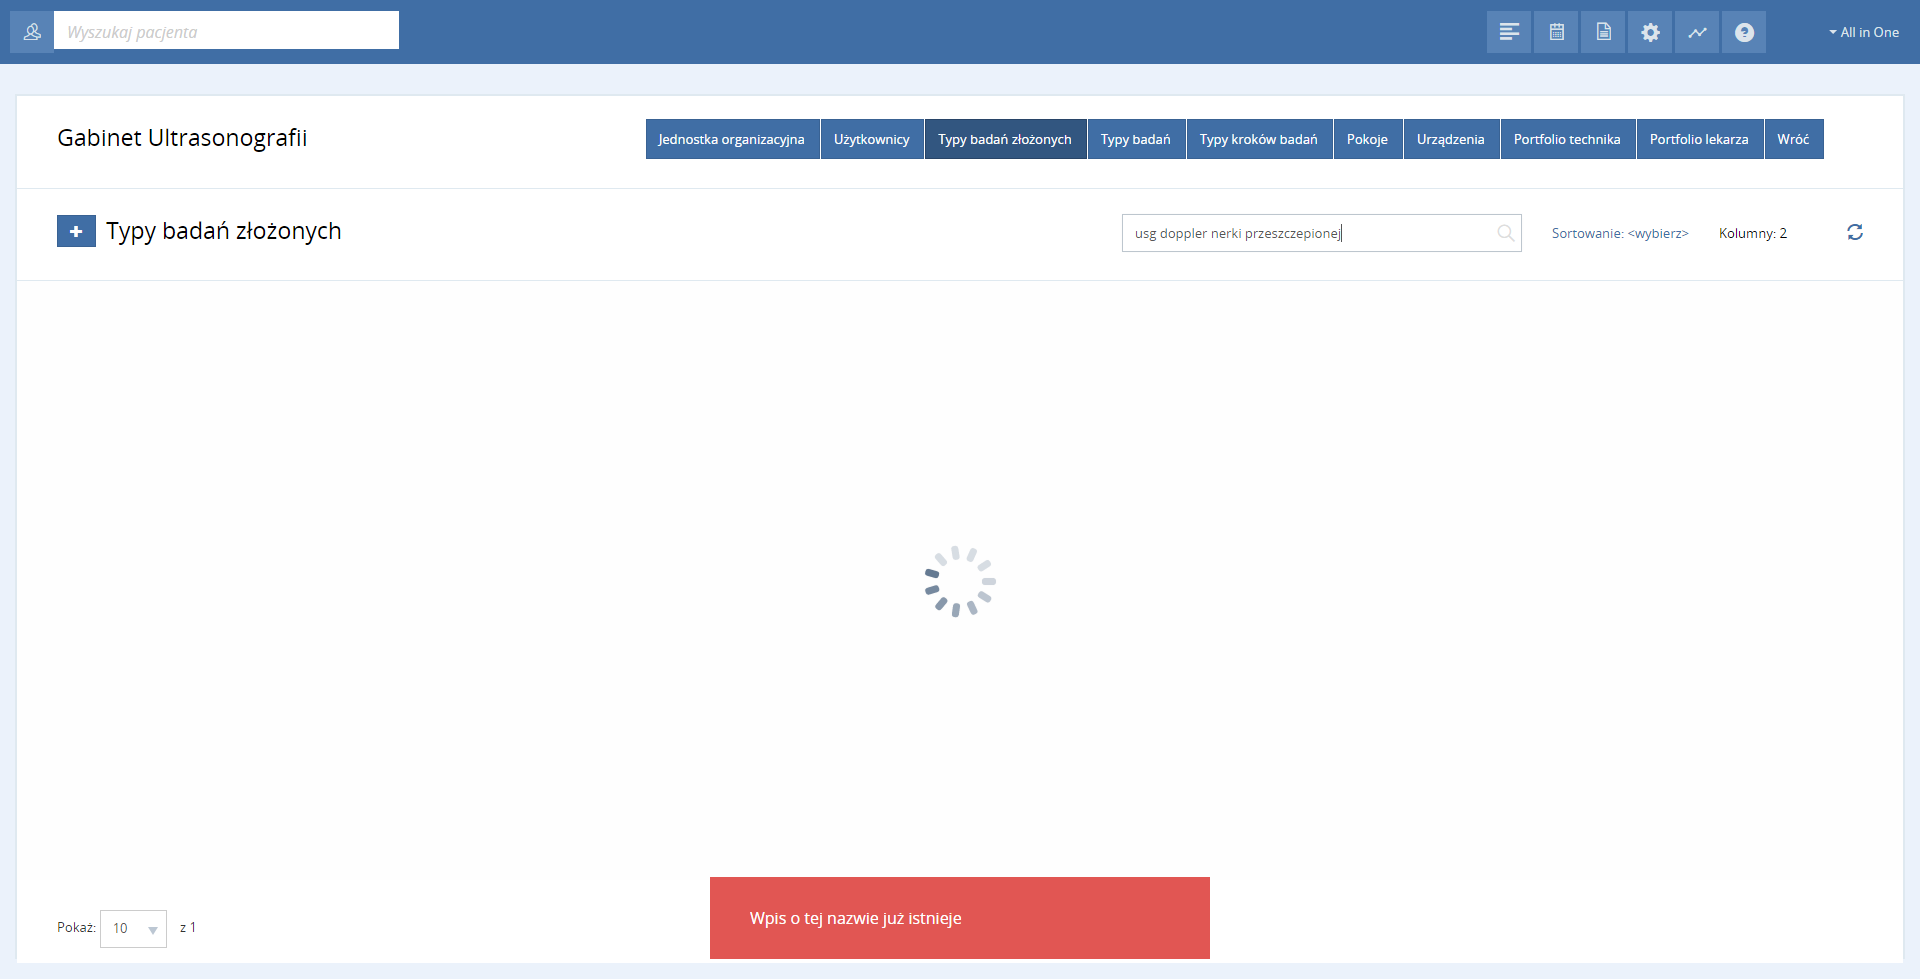 Wyszukaj pacjenta
All in One
Gabinet Ultrasonografii
Jednostka organizacyjna
Użytkownicy
Typy badań złożonych
Typy badań
Typy kroków badań
Pokoje
Urządzenia
Portfolio technika
Portfolio lekarza
Wróć
Typy badań złożonych
usg doppler nerki przeszczepionej
Sortowanie: <wybierz>
Kolumny: 2
Wpis o tej nazwie już istnieje
Pokaż: 10 z 1